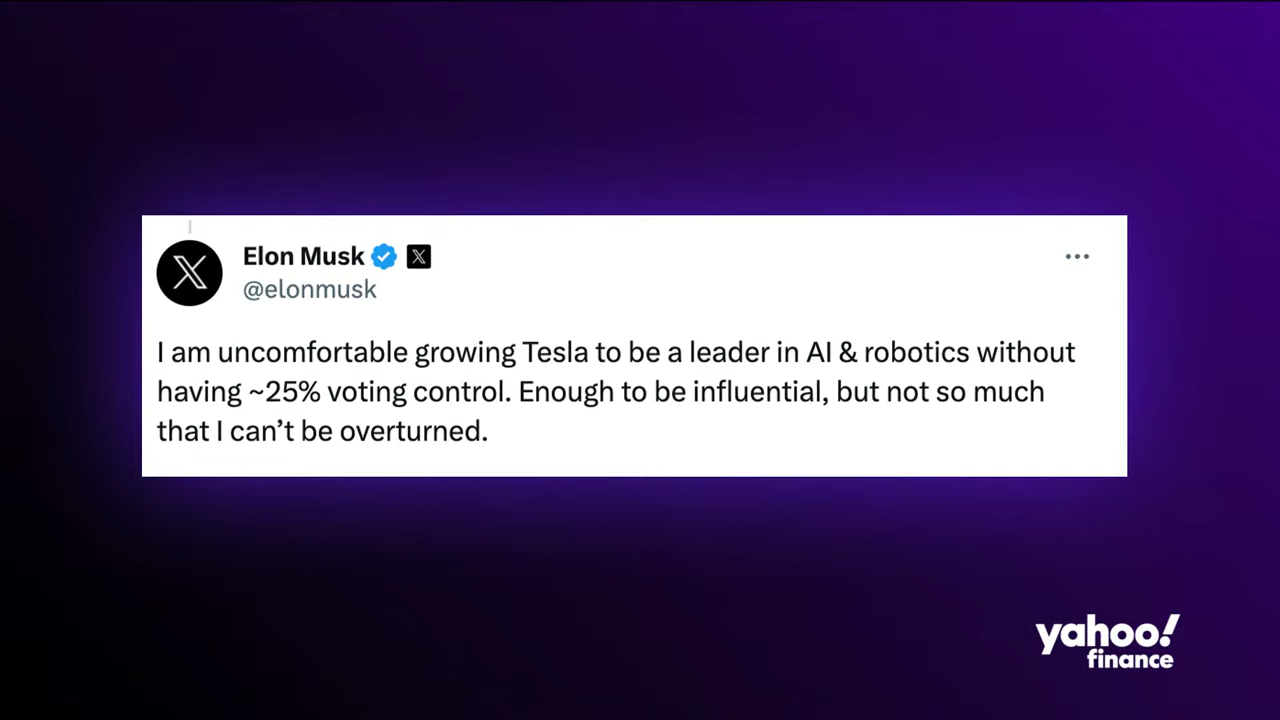 Elon Musk
@elonmusk
I am uncomfortable growing Tesla to be a leader in AI & robotics without
having ~25% voting control. Enough to be influential, but not so much
that I can’t be overturned.
yahoo!
finance